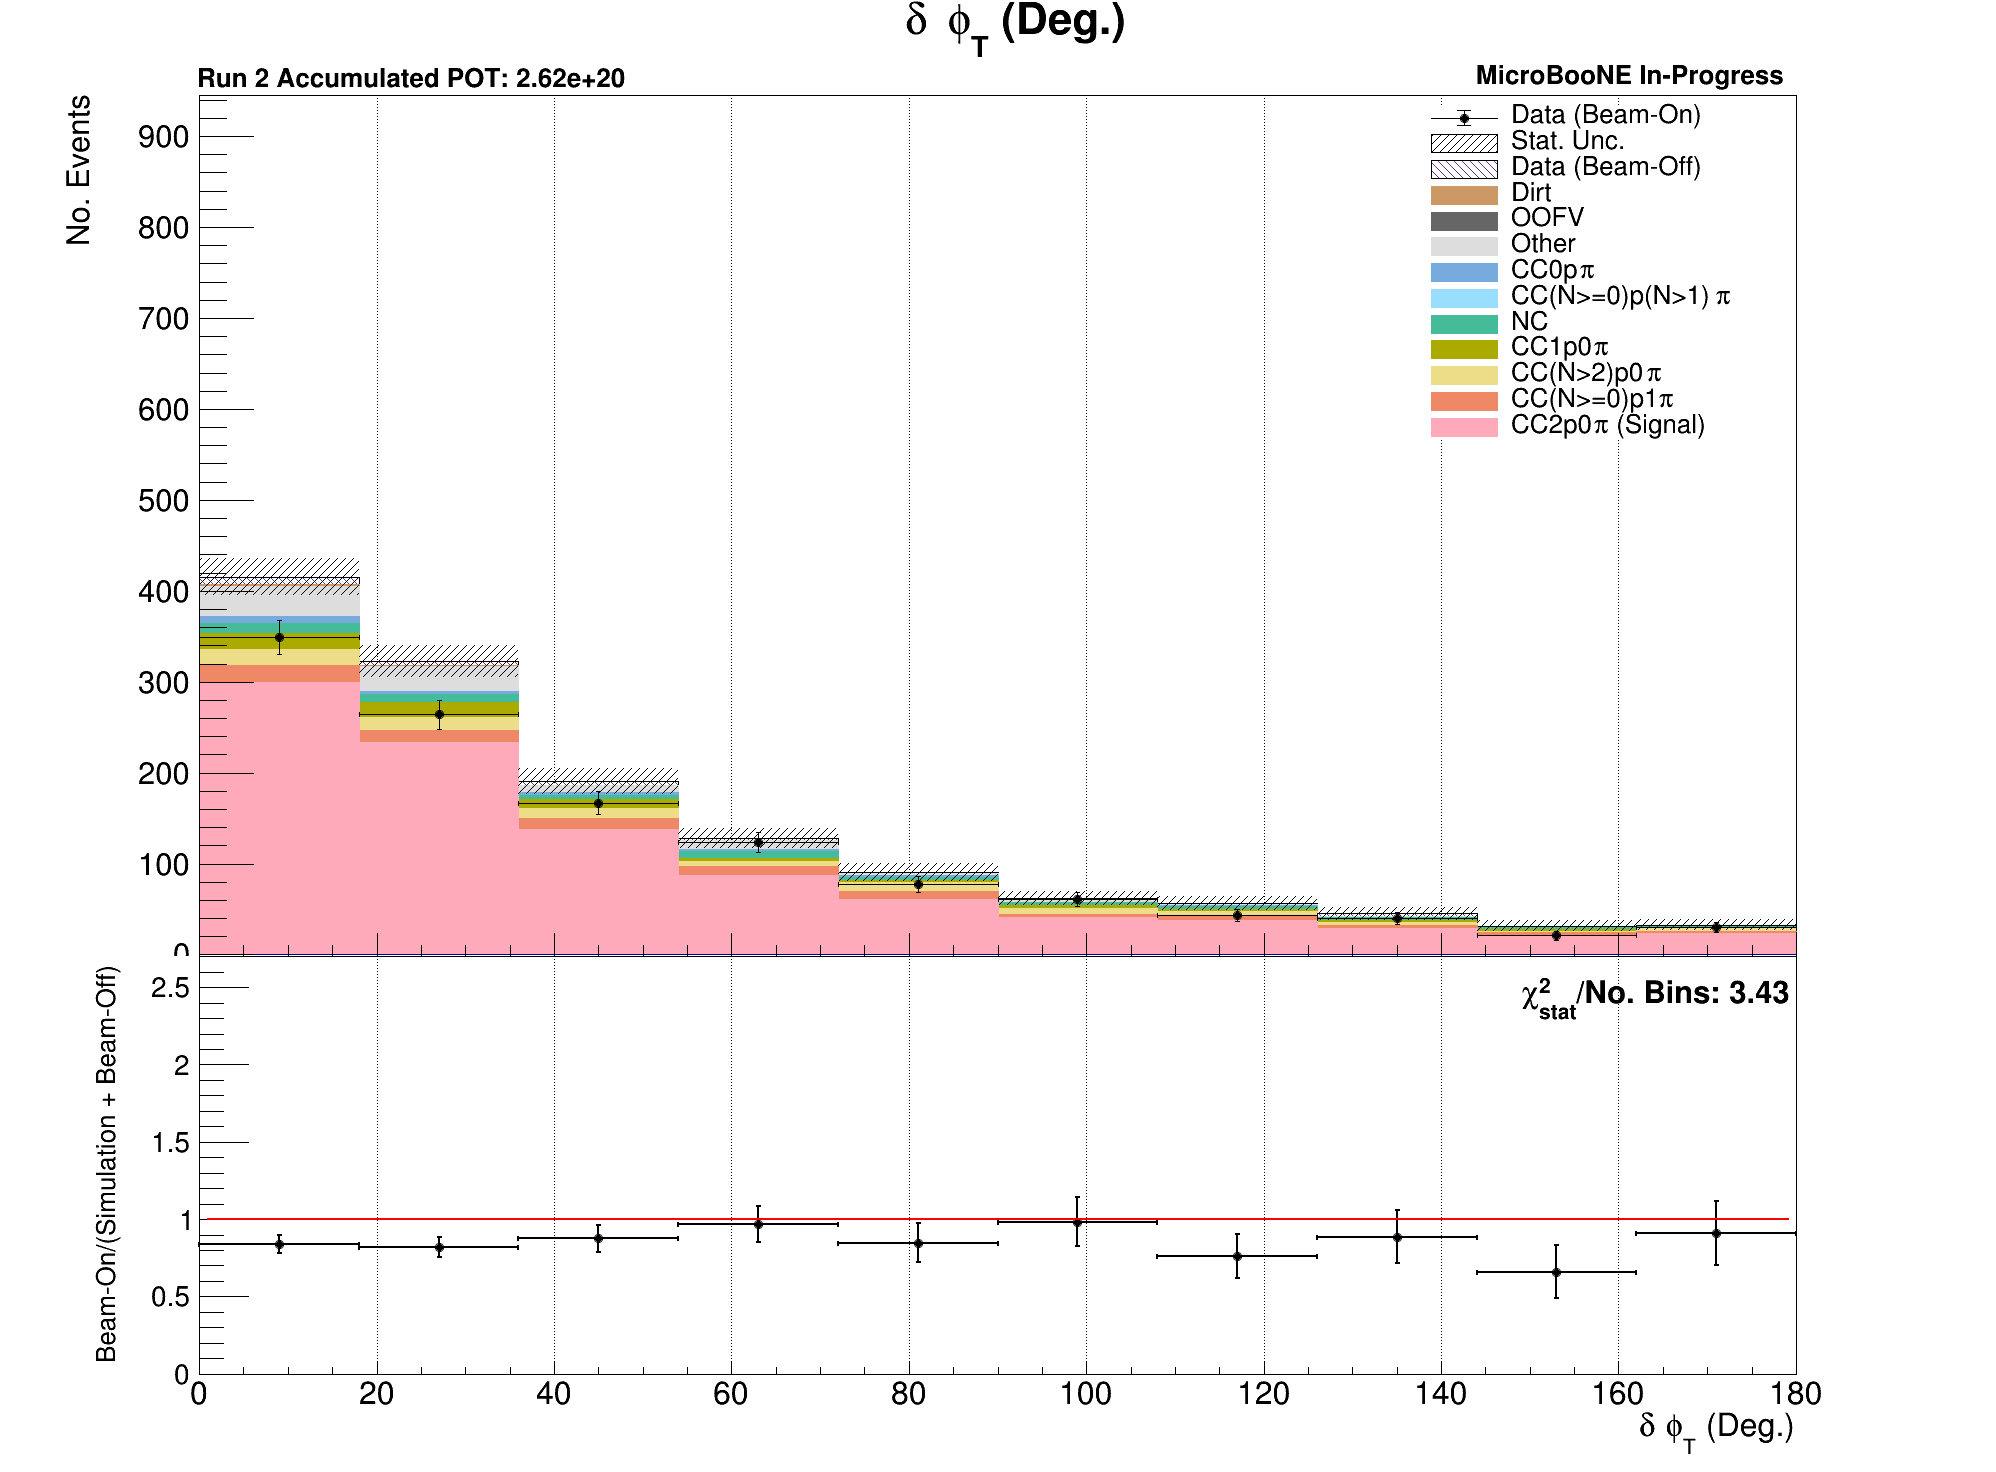 δ ϕT (Deg.)
Run 2 Accumulated POT: 2.62e+20
MicroBooNE In-Progress
No. Events
900
800
700
600
500
400
300
200
100
0
Data (Beam-On)
Stat. Unc.
Data (Beam-Off)
Dirt
OOFV
Other
CC0pπ
CC(N>=0)p(N>1) π
NC
CC1p0π
CC(N>2)p0π
CC(N>=0)p1π
CC2p0π (Signal)
Beam-On/(Simulation + Beam-Off)
2.5
2
1.5
1
0.5
0
χ²stat/No. Bins: 3.43
0 20 40 60 80 100 120 140 160 180
δ ϕT (Deg.)